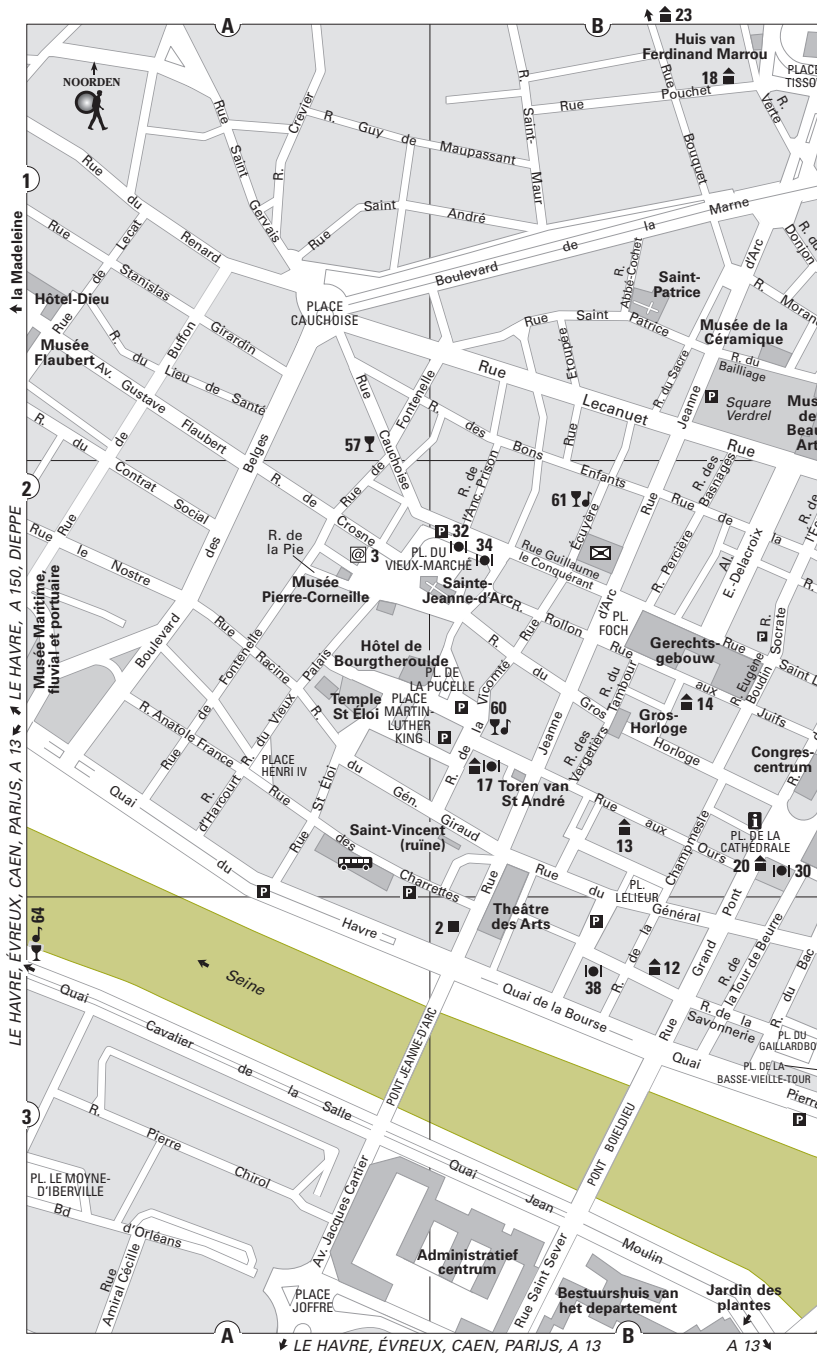 A
B
23
Huis van
Ferdinand Marrou
18
PLACE
TISSO
NOORDEN
R.
Crevier
R. Guy de Maupassant
Rue Saint Gervais
R. Saint-Maur
Rue Pouchet
R. Verte
Bouquet
1
Rue du Renard
Rue Saint André
Boulevard de la Marne
R. du Donjon
d'Arc
la Madeleine
Rue de Lecat
Rue Stanislas Girardin
Hôtel-Dieu
PLACE
CAUCHOISE
R.
Abbé-Cochet
Saint-
Patrice
R. Morand
Rue Saint Patrice
Musée de la
Céramique
Musée
Flaubert
R. du Lieu de Santé
Buffon
Rue Étoupée
R. du Bailliage
R. du Sacre
P
Square
Verdrel
Mus
de
Beau
Art
Av. Gustave Flaubert
Rue Cauchoise
Fontenelle
Rue Lecanuet
Rue
Jeanne
R. des Bons Enfants
57
R. du Contrat Social
Belges
2
R. de Crosne
Rue de
R. de
l'Anc. Prison
61
Écuyère
Rue
R. des
Basnages
Rue de la
P
32
34
PL. DU
VIEUX-MARCHÉ
Rue Guillaume
le Conquérant
R. Percière
Al.
E.-Delacroix
R. de
la Pie
@ 3
Musée
Pierre-Corneille
Sainte-
Jeanne-d'Arc
R. Rollon
d'Arc
PL.
FOCH
R. Socrate
P
Rue le Nostre
Rue de
des
Boulevard
Musée Maritime,
fluvial et portuaire
LE HAVRE, ÉVREUX, CAEN, PARIJS, A 13
LE HAVRE, A 150, DIEPPE
Rue Racine
Fontenelle
Palais
Hôtel de
Bourgtheroulde
PL. DE
LA PUCELLE
Gerechts-
gebouw
Rue aux Juifs
Saint L
R. Eugène
Boudin
Temple
St Éloi
PLACE
MARTIN-
LUTHER
KING
P
P
R. de la Vicomté
60
R. du Gros Horloge
R. du
Tambour
Gros-
Horloge
14
R. Anatole France
Rue de
R. du Vieux
PLACE
HENRI IV
R.
St Éloi
Rue
Jeanne
R. des
Vergetiers
Congres-
centrum
R.
17
Toren van
St André
Quai du Havre
R.
d'Harcourt
Rue des Charrettes
Saint-Vincent
(ruïne)
Rue du Gén. Giraud
13
Rue aux Ours
Champmeslé
i
PL. DE LA
CATHÉDRALE
20
30
P
P
Rue
Rue du Général
PL.
LELIEUR
Pont
64
2
Théâtre
des Arts
P
38
R. de la
12
Grand
Rue
R. de
la Tour de Beurre
R. du Bac
Seine
Quai de la Bourse
R. de la
Savonnerie
PL. DU
GAILLARDBO
PL. DE LA
BASSE-VIEILLE-TOUR
Quai Cavalier de la Salle
PONT JEANNE-D'ARC
Quai
Pierre
P
3
R. Pierre Chirol
PONT BOIELDIEU
PL. LE MOYNE-
D'IBERVILLE
Bd d'Orléans
Rue
Amiral Cécille
Av. Jacques Cartier
Quai Jean Moulin
Administratief
centrum
Rue Saint Sever
Bestuurshuis van
het departement
Jardin des
plantes
PLACE
JOFFRE
A
B
LE HAVRE, ÉVREUX, CAEN, PARIJS, A 13
A 13